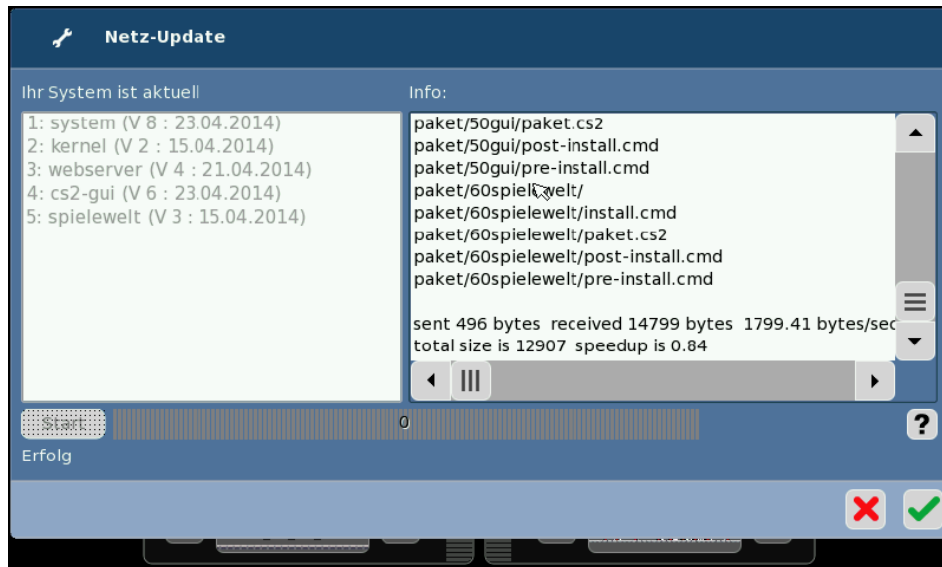 Netz-Update
Ihr System ist aktuell
1: system (V 8 : 23.04.2014)
2: kernel (V 2 : 15.04.2014)
3: webserver (V 4 : 21.04.2014)
4: cs2-gui (V 6 : 23.04.2014)
5: spielewelt (V 3 : 15.04.2014)
Info:
paket/50gui/paket.cs2
paket/50gui/post-install.cmd
paket/50gui/pre-install.cmd
paket/60spielewelt/
paket/60spielewelt/install.cmd
paket/60spielewelt/paket.cs2
paket/60spielewelt/post-install.cmd
paket/60spielewelt/pre-install.cmd
sent 496 bytes received 14799 bytes 1799.41 bytes/sec
total size is 12907 speedup is 0.84
Start
0
?
Erfolg